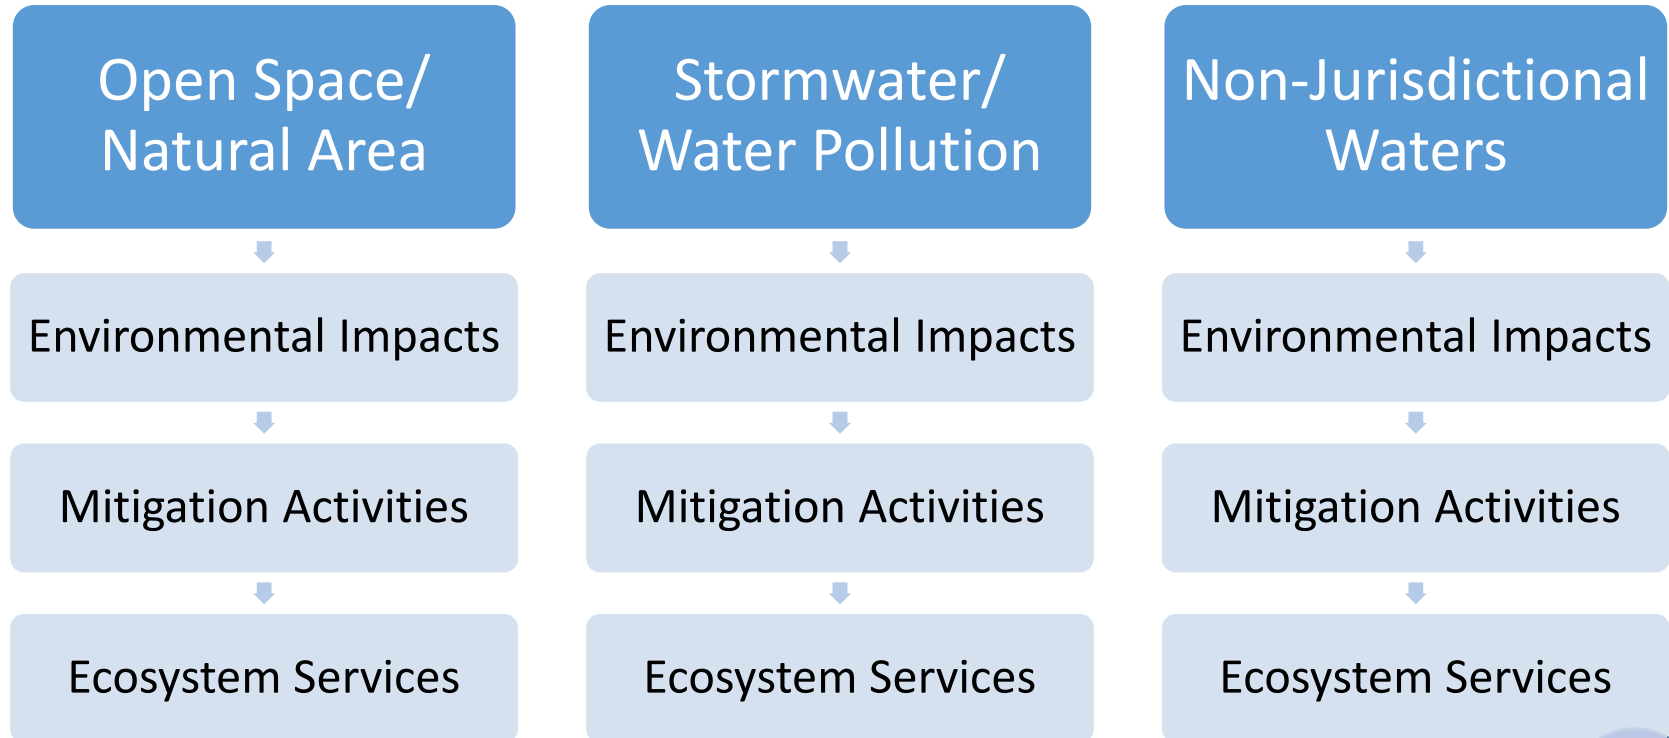 Open Space/
Natural Area
Environmental Impacts
Mitigation Activities
Ecosystem Services
Stormwater/
Water Pollution
Environmental Impacts
Mitigation Activities
Ecosystem Services
Non-Jurisdictional
Waters
Environmental Impacts
Mitigation Activities
Ecosystem Services